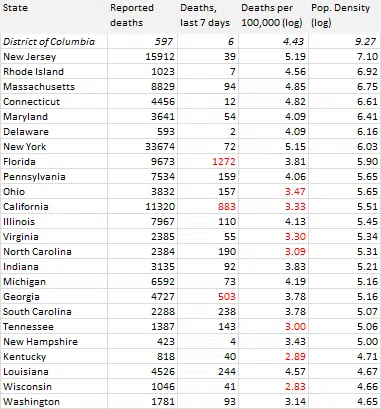 State Reported deaths Deaths, last 7 days Deaths per 100,000 (log) Pop. Density (log)
District of Columbia 597 6 4.43 9.27
New Jersey 15912 39 5.19 7.10
Rhode Island 1023 7 4.56 6.92
Massachusetts 8829 94 4.85 6.75
Connecticut 4456 12 4.82 6.61
Maryland 3641 54 4.09 6.41
Delaware 593 2 4.09 6.16
New York 33674 72 5.15 6.03
Florida 9673 1272 3.81 5.90
Pennsylvania 7534 159 4.06 5.65
Ohio 3832 157 3.47 5.65
California 11320 883 3.33 5.51
Illinois 7967 110 4.13 5.45
Virginia 2385 55 3.30 5.34
North Carolina 2384 190 3.09 5.31
Indiana 3135 92 3.83 5.21
Michigan 6592 73 4.19 5.16
Georgia 4727 503 3.78 5.16
South Carolina 2288 238 3.78 5.07
Tennessee 1387 143 3.00 5.06
New Hampshire 423 4 3.43 5.00
Kentucky 818 40 2.89 4.71
Louisiana 4526 244 4.57 4.67
Wisconsin 1046 41 2.83 4.66
Washington 1781 93 3.14 4.65